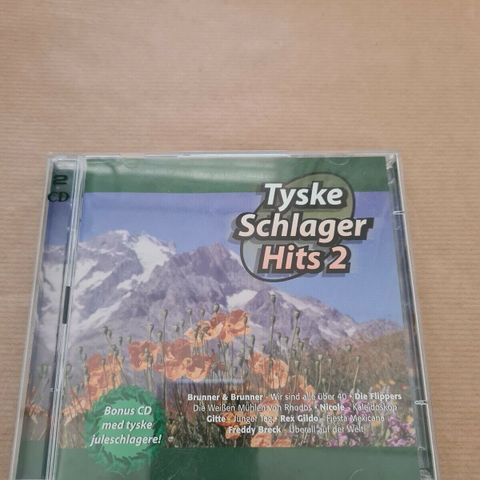 2
CD
Tyske
Schlager
Hits 2
Brunner & Brunner - Wir sind alle über 40 • Die Flippers
Die Weißen Mühlen von Rhodos • Nicole - Kaleidoskop
Gitte - Junger Tag • Rex Gildo - Fiesta Mexicana
Freddy Breck - Überall auf der Welt
Bonus CD
med tyske
juleschlagere!